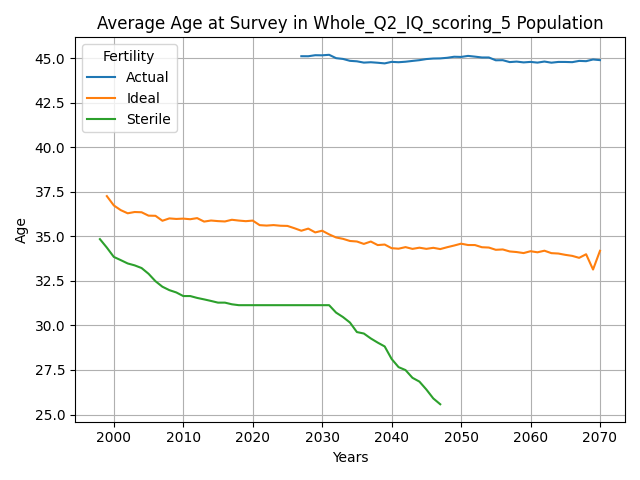 Average Age at Survey in Whole_Q2_IQ_scoring_5 Population
Fertility
Actual
Ideal
Sterile
45.0
42.5
40.0
37.5
35.0
32.5
30.0
27.5
25.0
Age
2000 2010 2020 2030 2040 2050 2060 2070
Years